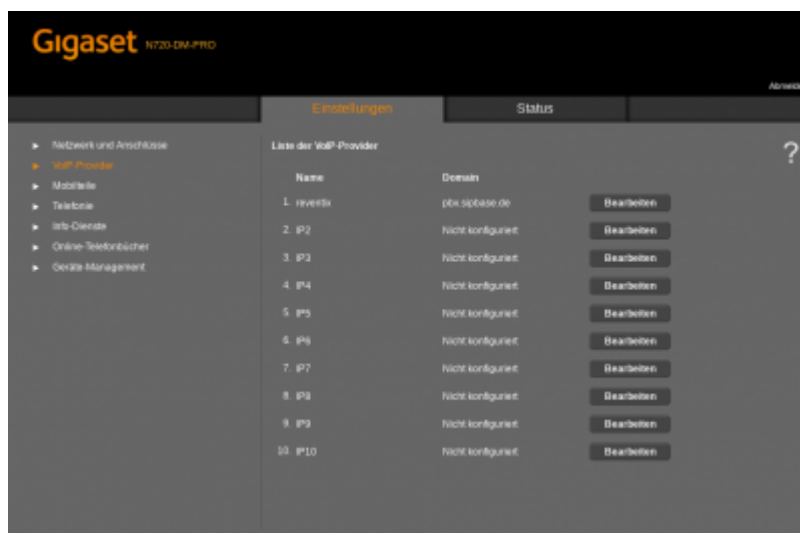 Gigaset N720-DM-PRO
Abmelde
Einstellungen Status
Netzwerk und Anschlüsse
VoIP-Provider
Mobilteile
Telefonie
Info-Dienste
Online-Telefonbücher
Geräte-Management
Liste der VoIP-Provider
?
Name Domain
1. reventix pbx.sipbase.de Bearbeiten
2. IP2 Nicht konfiguriert Bearbeiten
3. IP3 Nicht konfiguriert Bearbeiten
4. IP4 Nicht konfiguriert Bearbeiten
5. IP5 Nicht konfiguriert Bearbeiten
6. IP6 Nicht konfiguriert Bearbeiten
7. IP7 Nicht konfiguriert Bearbeiten
8. IP8 Nicht konfiguriert Bearbeiten
9. IP9 Nicht konfiguriert Bearbeiten
10. IP10 Nicht konfiguriert Bearbeiten